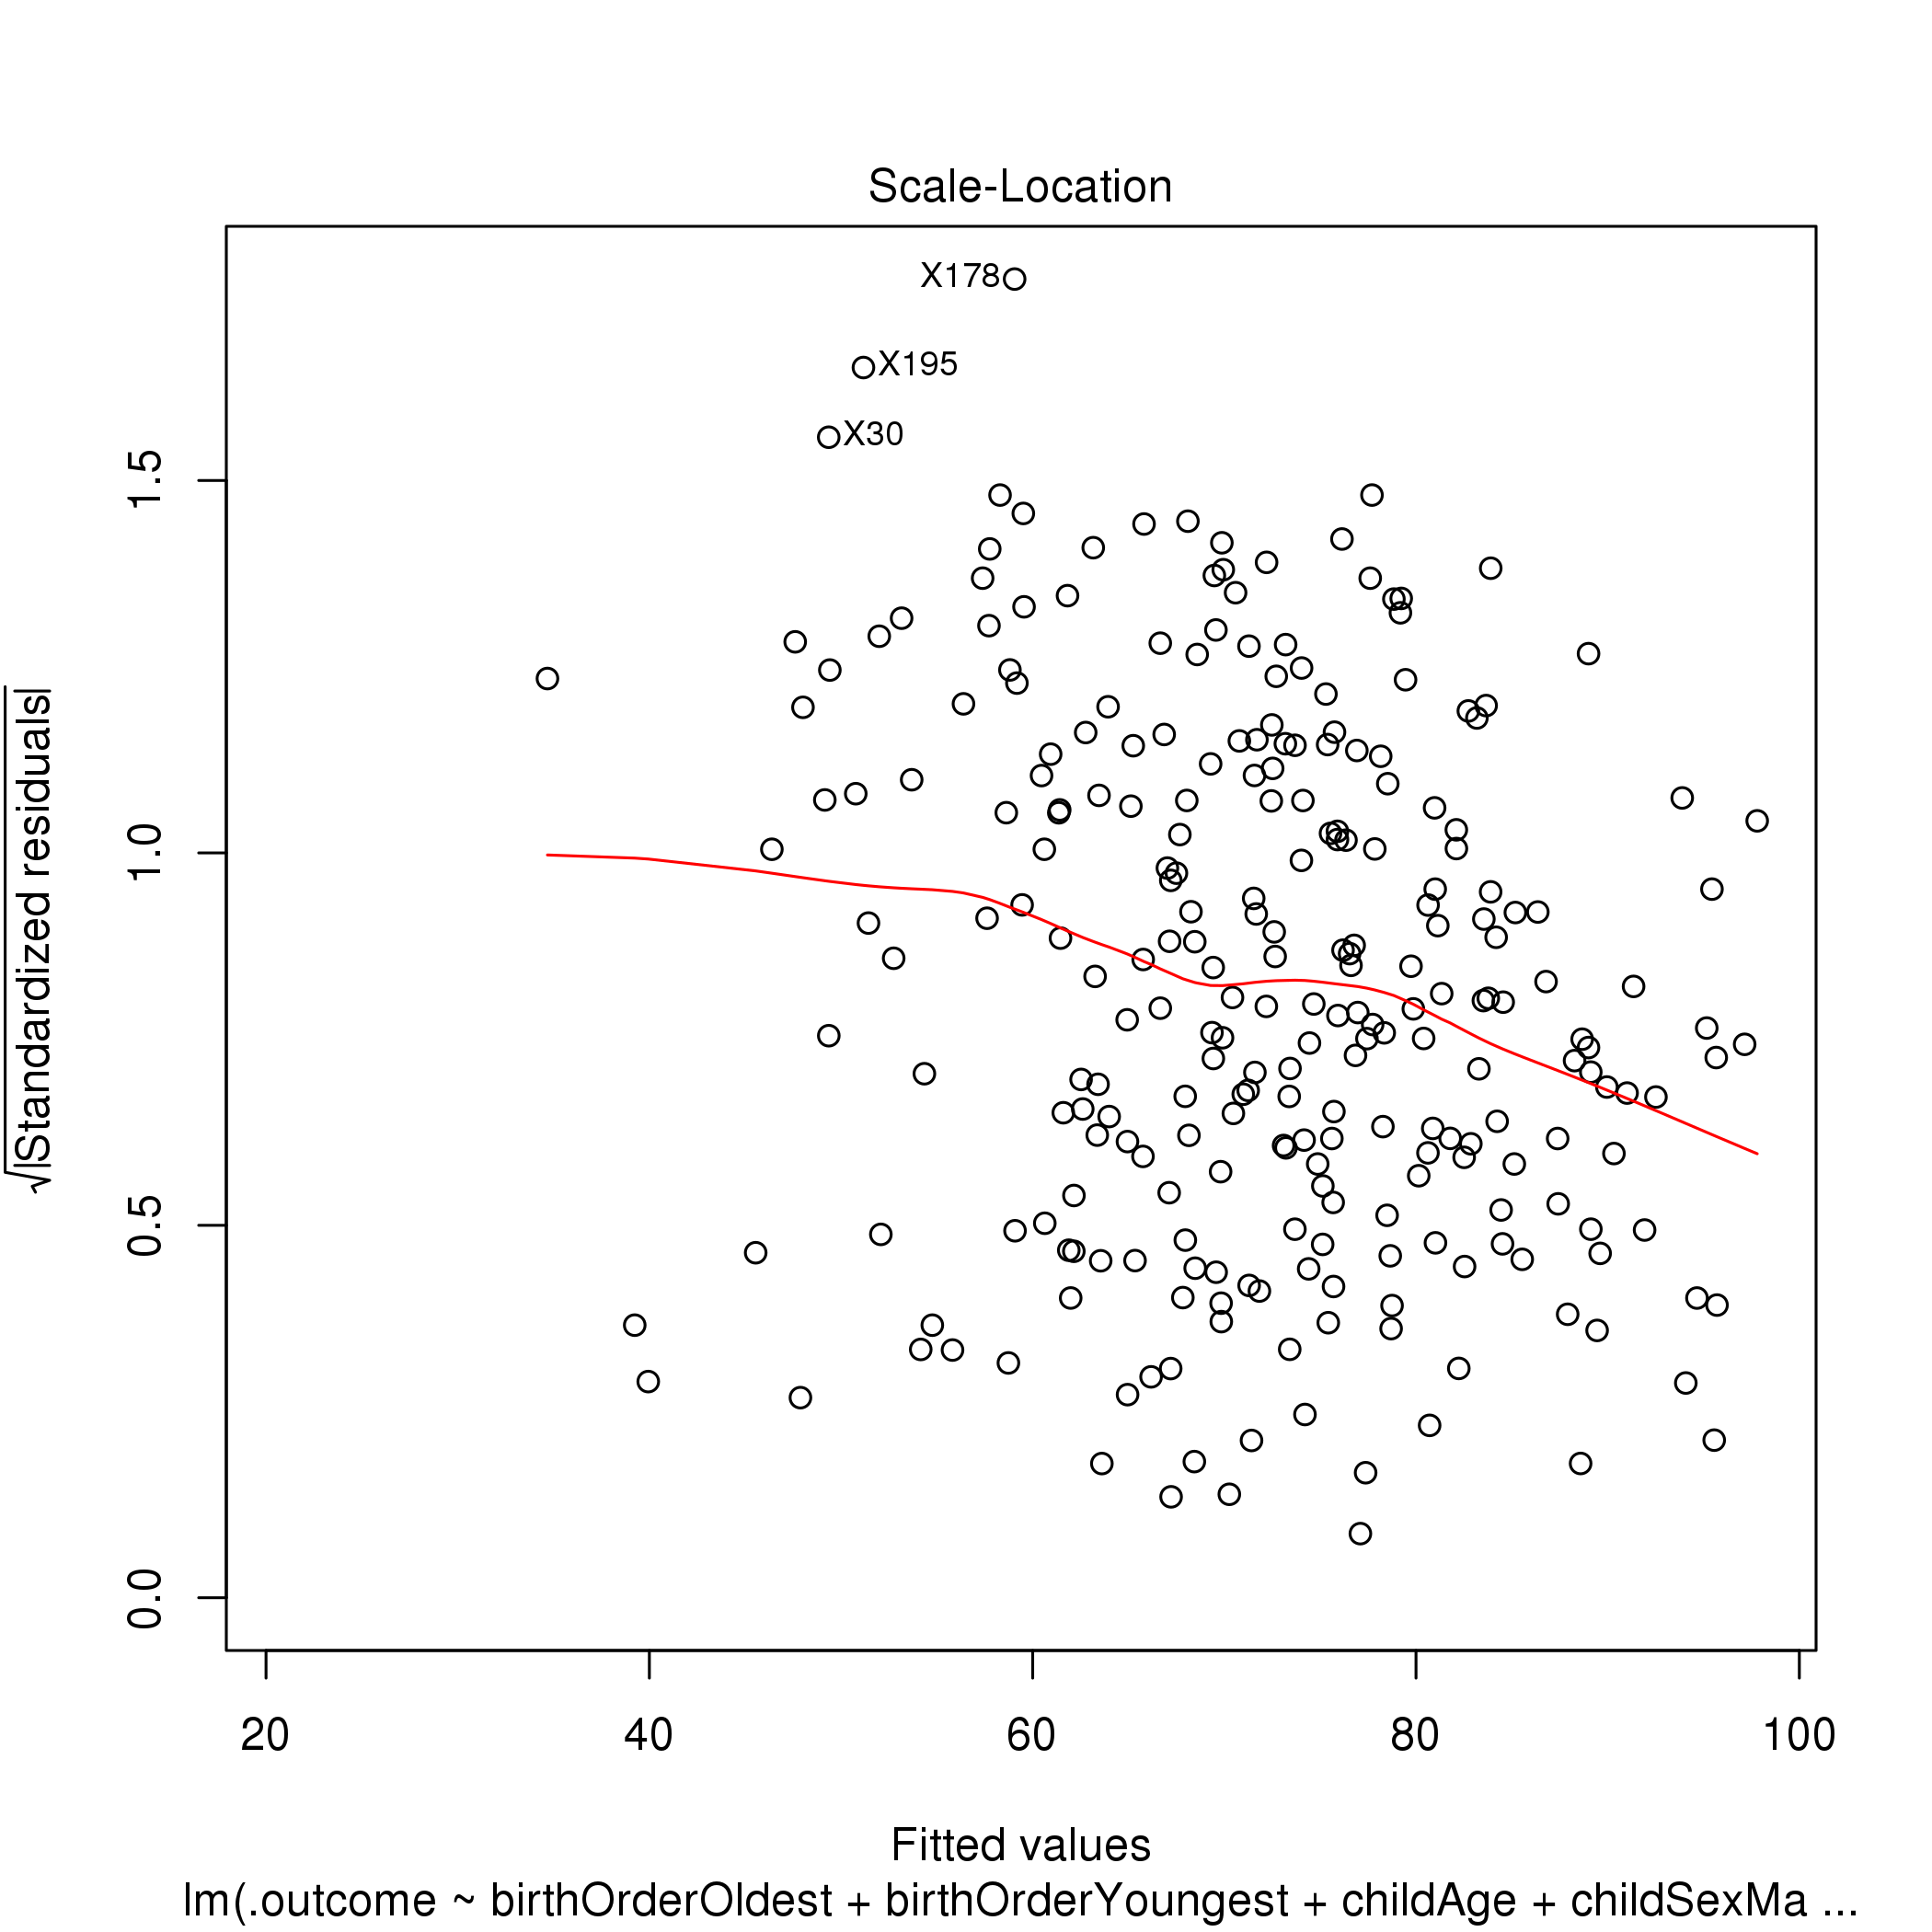 Scale-Location
X178
X195
X30
√|Standardized residuals|
1.5
1.0
0.5
0.0
20 40 60 80 100
Fitted values
lm(.outcome ~ birthOrderOldest + birthOrderYoungest + childAge + childSexMa ...